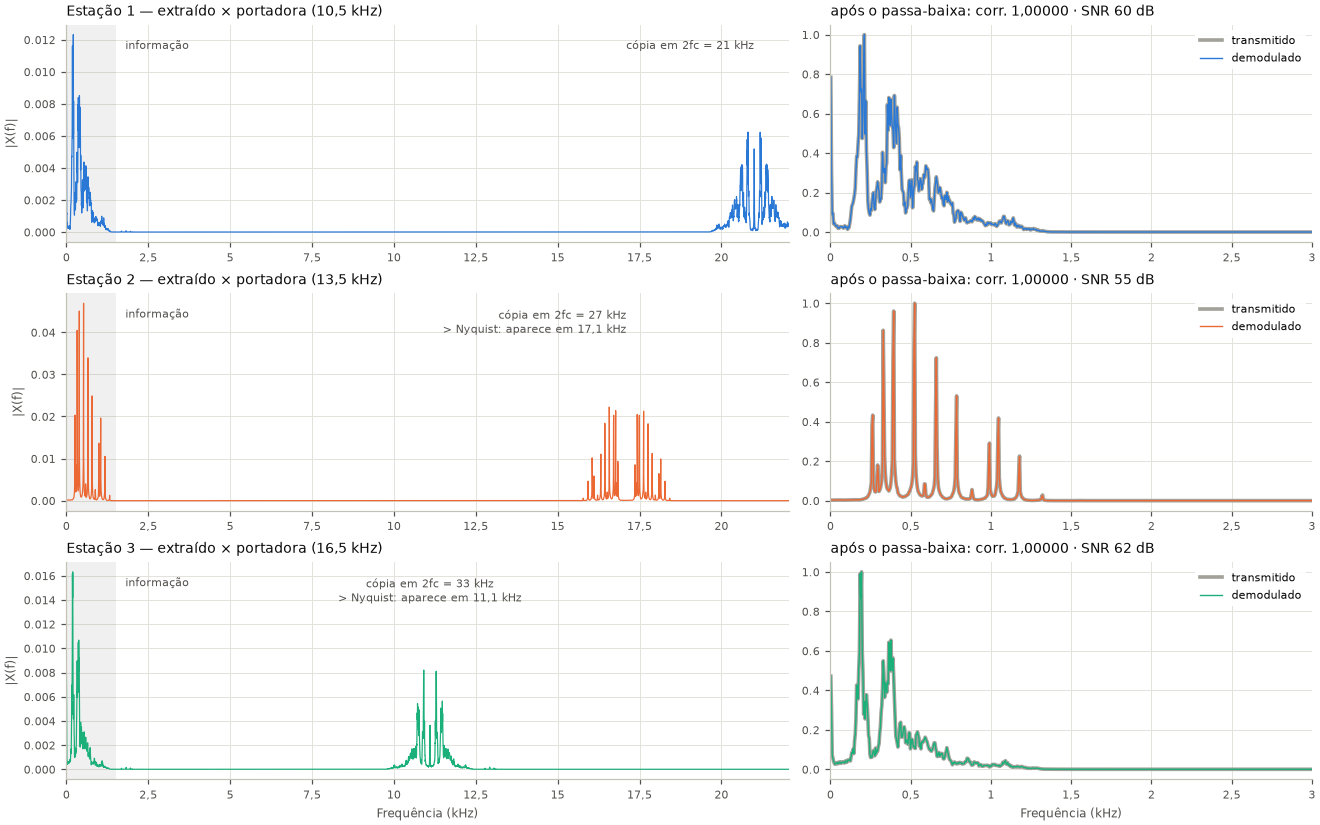 Estação 1 — extraído × portadora (10,5 kHz)
informação
cópia em 2fc = 21 kHz
|X(f)|
0.012
0.010
0.008
0.006
0.004
0.002
0.000
0 2,5 5 7,5 10 12,5 15 17,5 20
após o passa-baixa: corr. 1,00000 · SNR 60 dB
transmitido
demodulado
1.0
0.8
0.6
0.4
0.2
0.0
0 0,5 1 1,5 2 2,5 3
Estação 2 — extraído × portadora (13,5 kHz)
informação
cópia em 2fc = 27 kHz
> Nyquist: aparece em 17,1 kHz
|X(f)|
0.04
0.03
0.02
0.01
0.00
0 2,5 5 7,5 10 12,5 15 17,5 20
após o passa-baixa: corr. 1,00000 · SNR 55 dB
transmitido
demodulado
1.0
0.8
0.6
0.4
0.2
0.0
0 0,5 1 1,5 2 2,5 3
Estação 3 — extraído × portadora (16,5 kHz)
informação
cópia em 2fc = 33 kHz
> Nyquist: aparece em 11,1 kHz
|X(f)|
0.016
0.014
0.012
0.010
0.008
0.006
0.004
0.002
0.000
0 2,5 5 7,5 10 12,5 15 17,5 20
Frequência (kHz)
após o passa-baixa: corr. 1,00000 · SNR 62 dB
transmitido
demodulado
1.0
0.8
0.6
0.4
0.2
0.0
0 0,5 1 1,5 2 2,5 3
Frequência (kHz)